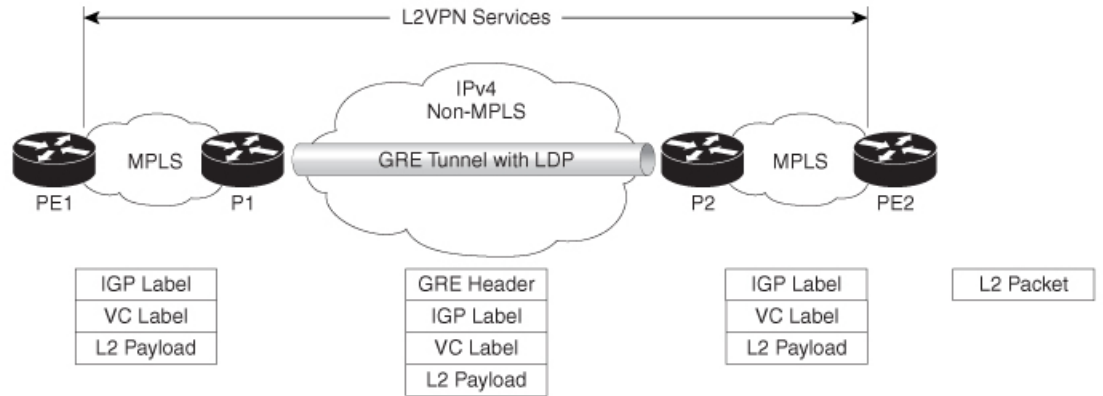 L2VPN Services
IPv4
Non-MPLS
MPLS
GRE Tunnel with LDP
MPLS
PE1
P1
P2
PE2
IGP Label
VC Label
L2 Payload
GRE Header
IGP Label
VC Label
L2 Payload
IGP Label
VC Label
L2 Payload
L2 Packet